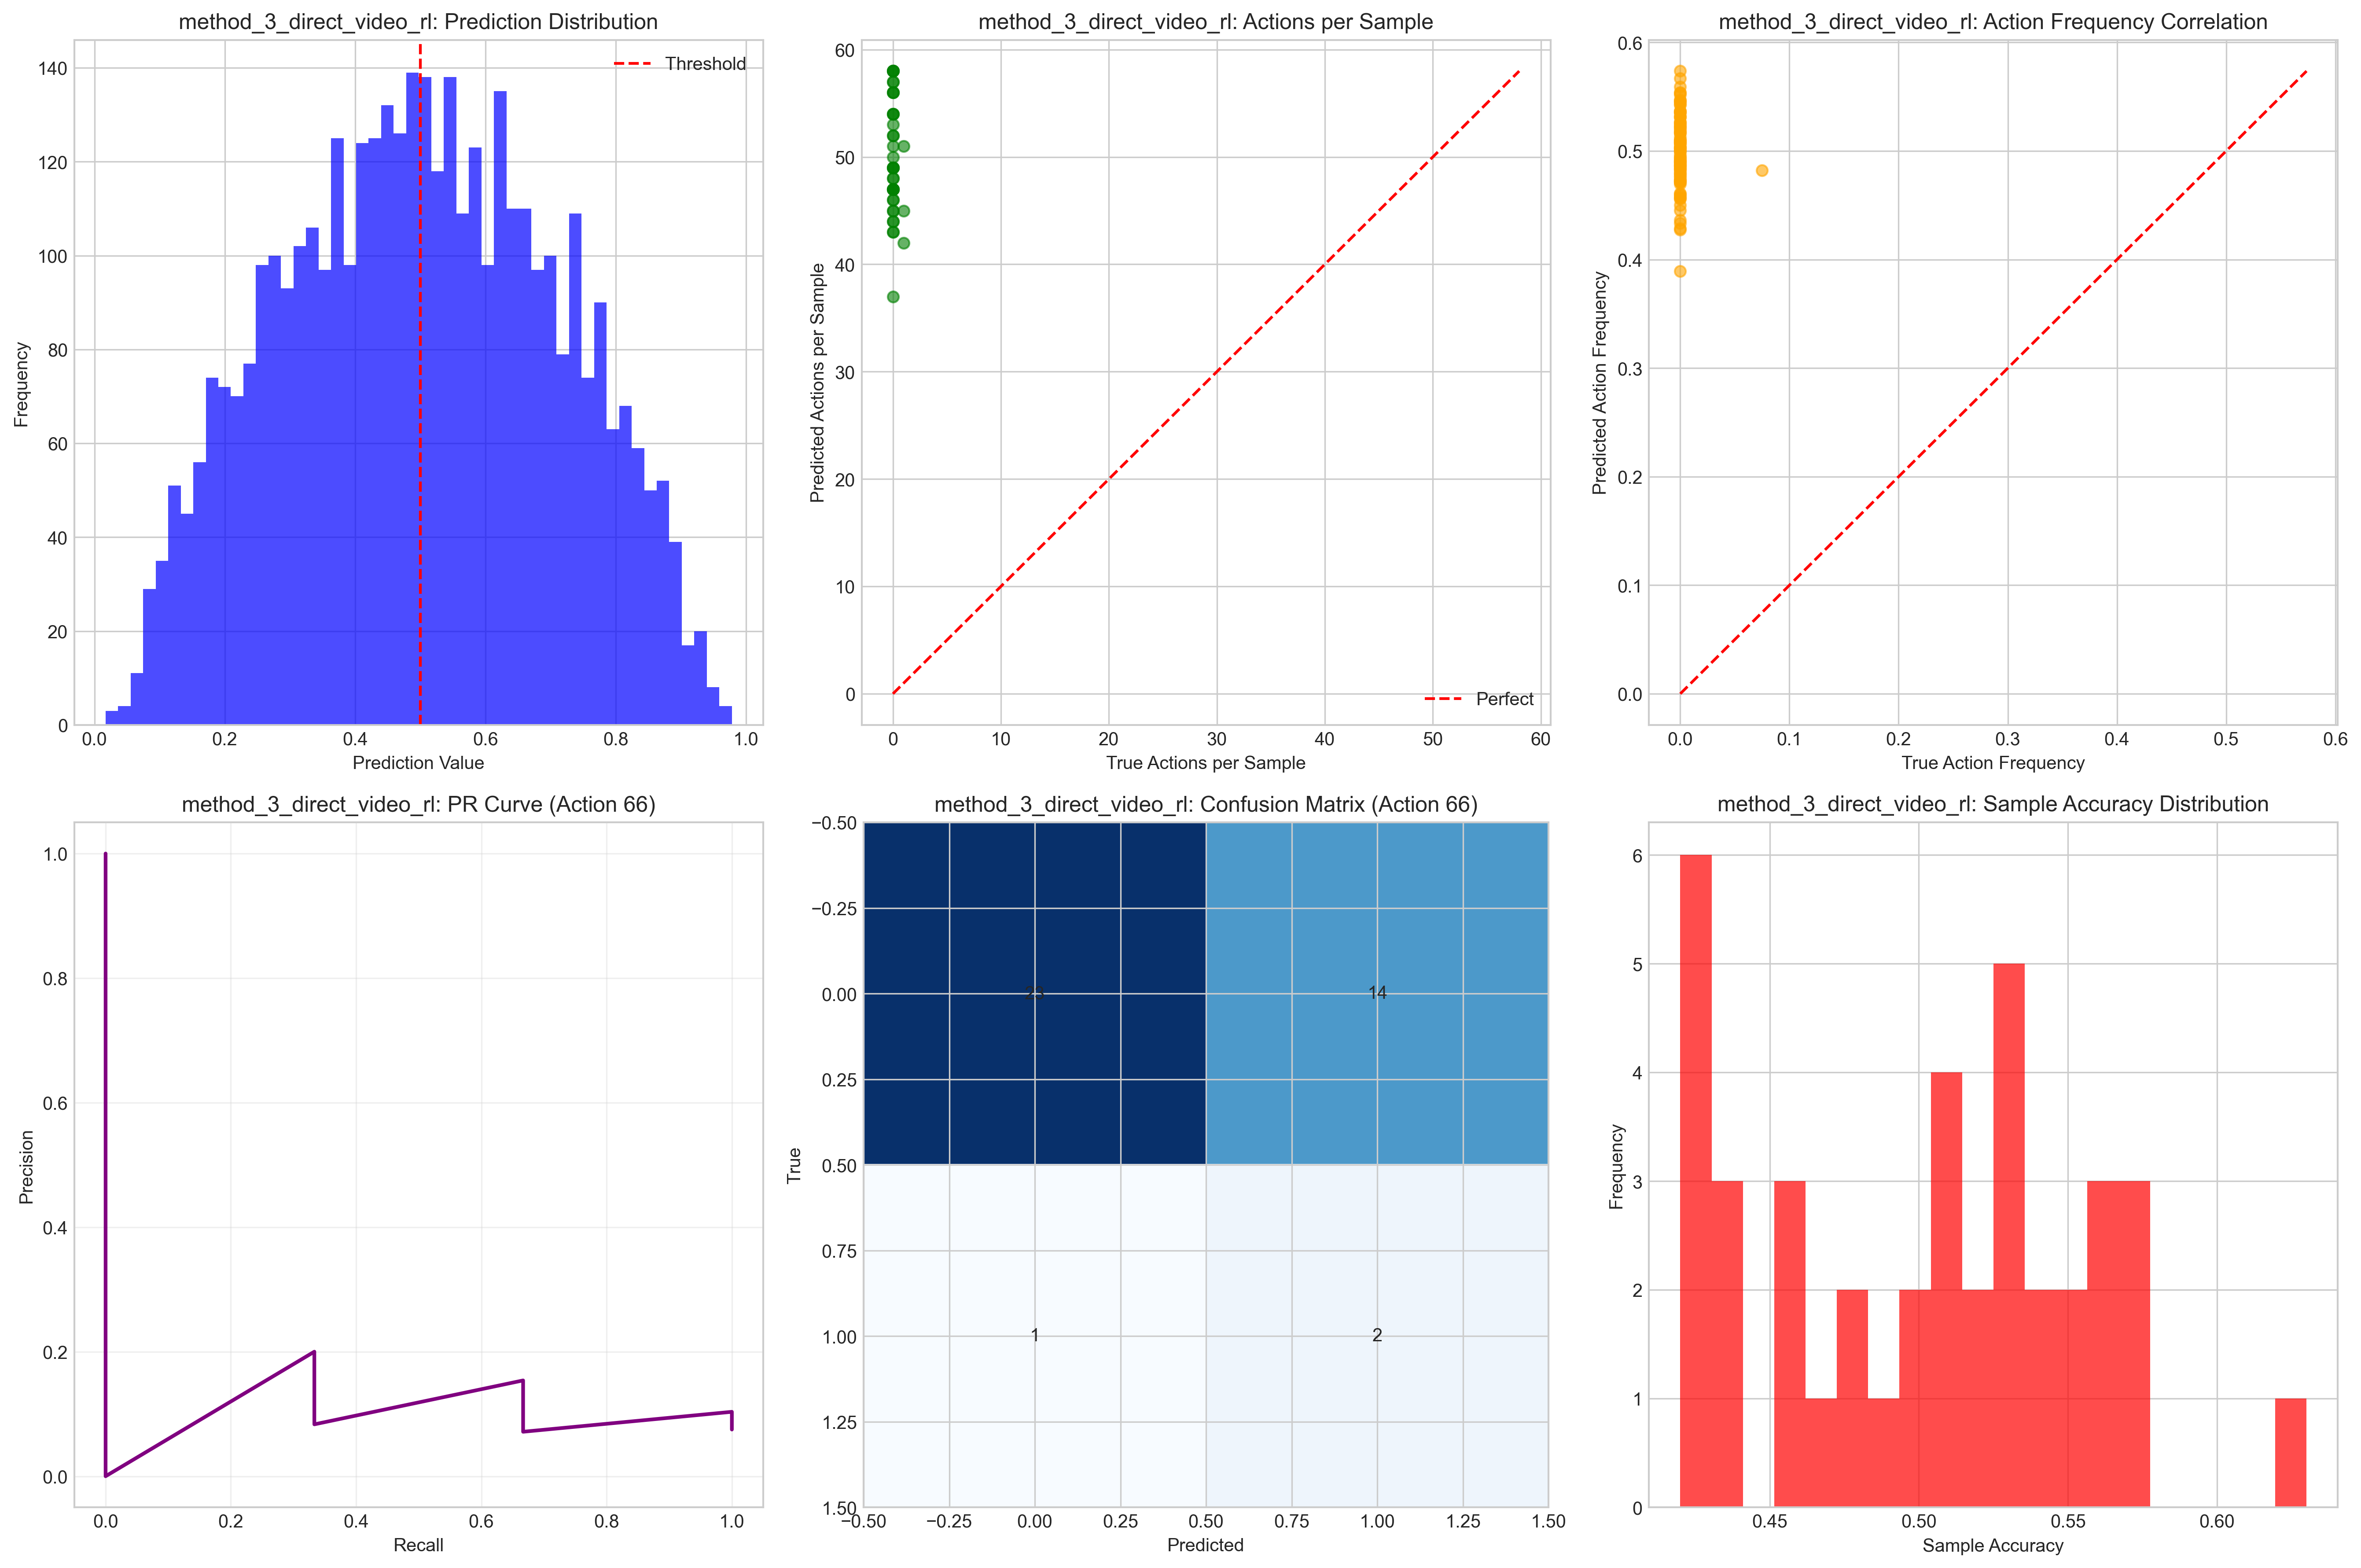 method_3_direct_video_rl: Prediction Distribution
Threshold
140
120
100
80
60
40
20
0
Frequency
0.0 0.2 0.4 0.6 0.8 1.0
Prediction Value
method_3_direct_video_rl: Actions per Sample
60
50
40
30
20
10
0
Predicted Actions per Sample
Perfect
0 10 20 30 40 50 60
True Actions per Sample
method_3_direct_video_rl: Action Frequency Correlation
0.6
0.5
0.4
0.3
0.2
0.1
0.0
Predicted Action Frequency
0.0 0.1 0.2 0.3 0.4 0.5 0.6
True Action Frequency
method_3_direct_video_rl: PR Curve (Action 66)
1.0
0.8
0.6
0.4
0.2
0.0
Precision
0.0 0.2 0.4 0.6 0.8 1.0
Recall
method_3_direct_video_rl: Confusion Matrix (Action 66)
−0.50
−0.25
0.00
0.25
0.50
0.75
1.00
1.25
1.50
True
23 14
1 2
−0.50 −0.25 0.00 0.25 0.50 0.75 1.00 1.25 1.50
Predicted
method_3_direct_video_rl: Sample Accuracy Distribution
6
5
4
3
2
1
0
Frequency
0.45 0.50 0.55 0.60
Sample Accuracy